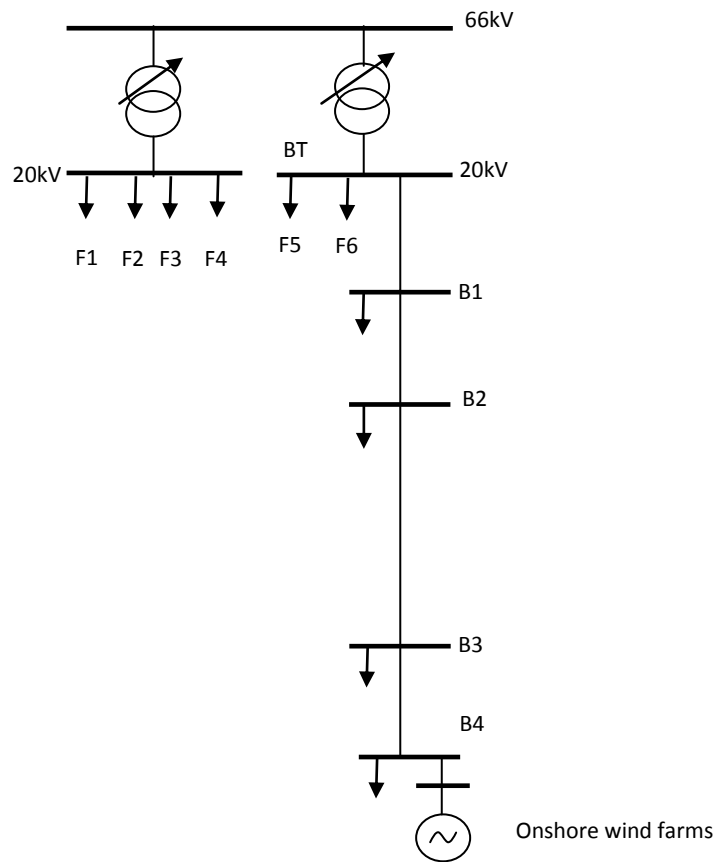 66kV
BT
20kV
20kV
F1 F2 F3 F4
F5 F6
B1
B2
B3
B4
Onshore wind farms